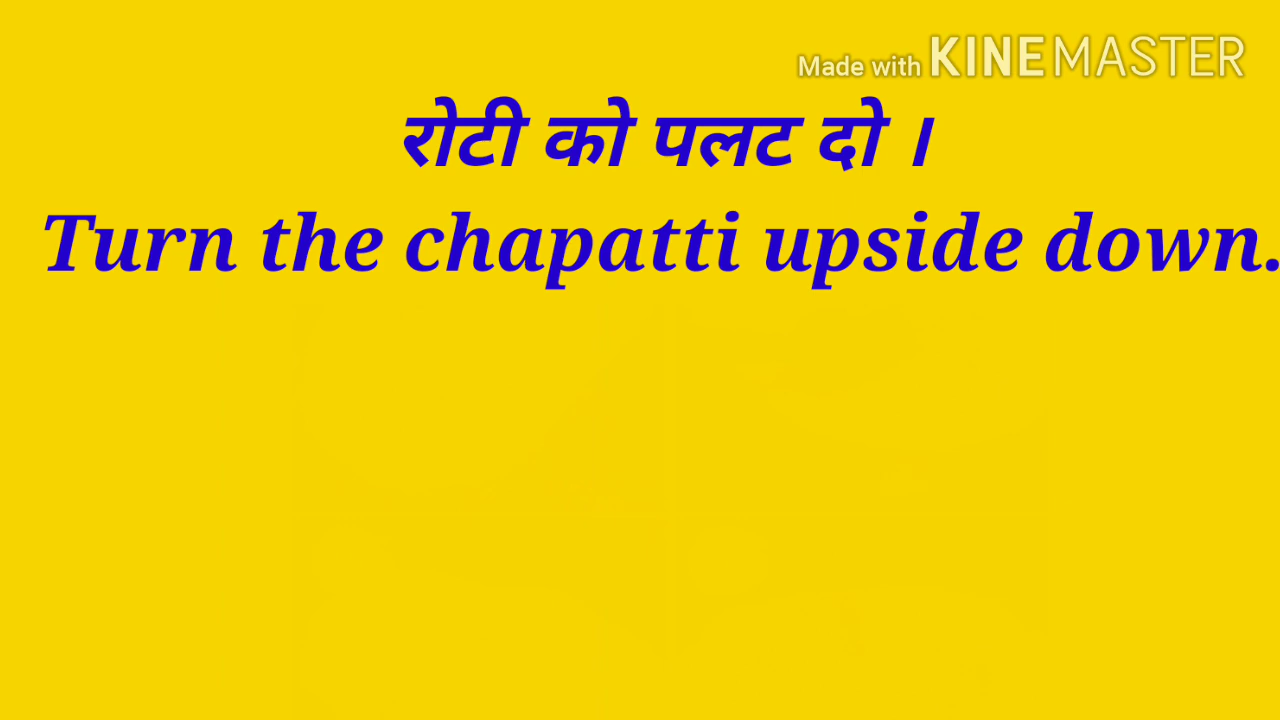 Made with KINEMASTER
रोटी को पलट दो ।
Turn the chapatti upside down.